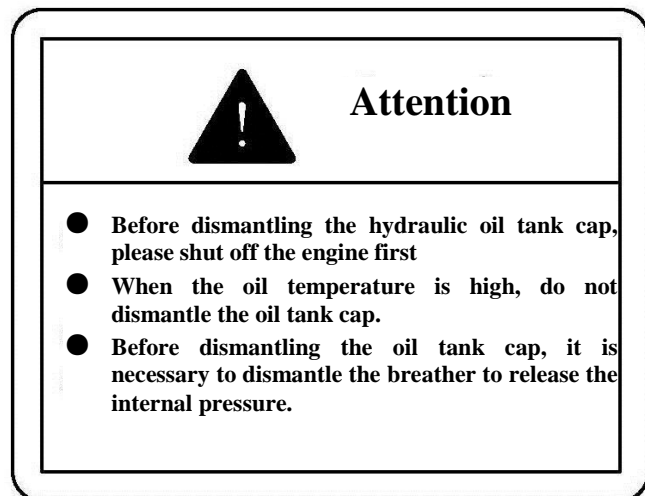 Attention
● Before dismantling the hydraulic oil tank cap,
please shut off the engine first
● When the oil temperature is high, do not
dismantle the oil tank cap.
● Before dismantling the oil tank cap, it is
necessary to dismantle the breather to release the
internal pressure.